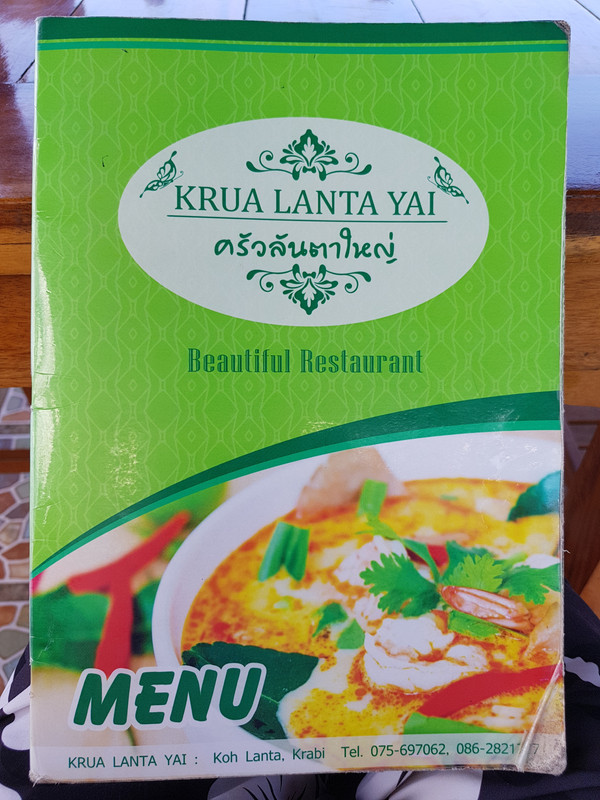 KRUA LANTA YAI
ครัวลันตาใหญ่
Beautiful Restaurant
MENU
KRUA LANTA YAI : Koh Lanta, Krabi Tel. 075-697062,